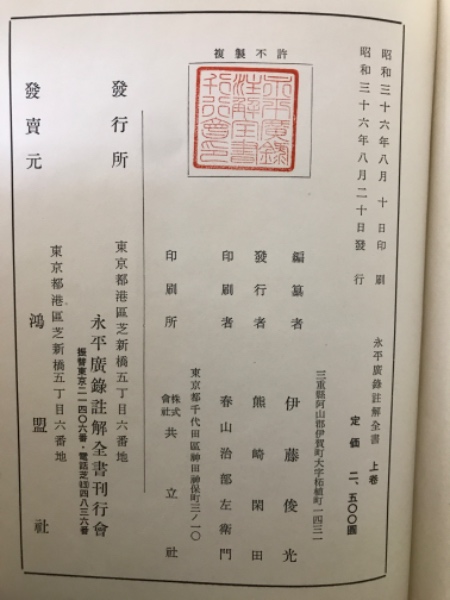 昭和三十六年八月十日印刷
昭和三十六年八月二十日發行
永平廣錄註解全書 上卷
定価 二、五〇〇圓
許不製複
永平廣錄註解全書刊行會印
三重縣阿山郡伊賀町大字柘植町一四三一
編纂者 伊藤俊光
發行者 熊崎閑田
印刷者 春山治部左衛門
東京都千代田區神田神保町三ノ一〇
印刷所 株式會社 共立社
發行所 東京都港區芝新橋五丁目六番地
永平廣錄註解全書刊行會
振替東京二一四〇六番・電話芝㈣四八三六番
發賣元 東京都港區芝新橋五丁目六番地
鴻盟社